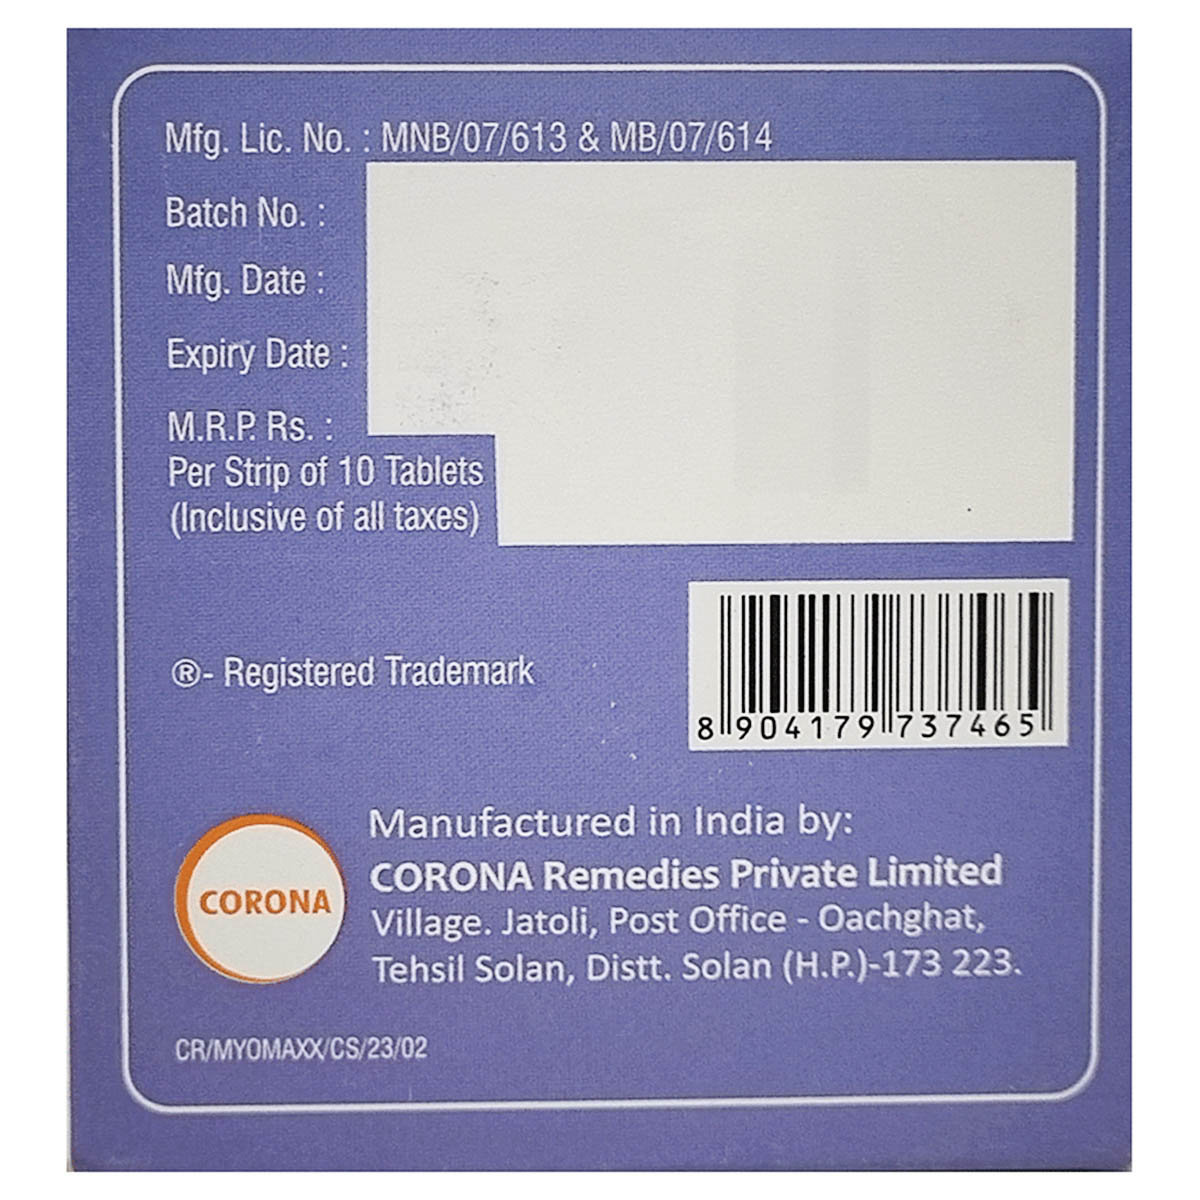 Mfg. Lic. No. : MNB/07/613 & MB/07/614
Batch No. :
Mfg. Date :
Expiry Date :
M.R.P. Rs. :
Per Strip of 10 Tablets
(Inclusive of all taxes)
®- Registered Trademark
8 904179 737465
CORONA
Manufactured in India by:
CORONA Remedies Private Limited
Village. Jatoli, Post Office - Oachghat,
Tehsil Solan, Distt. Solan (H.P.)-173 223.
CR/MYOMAXX/CS/23/02